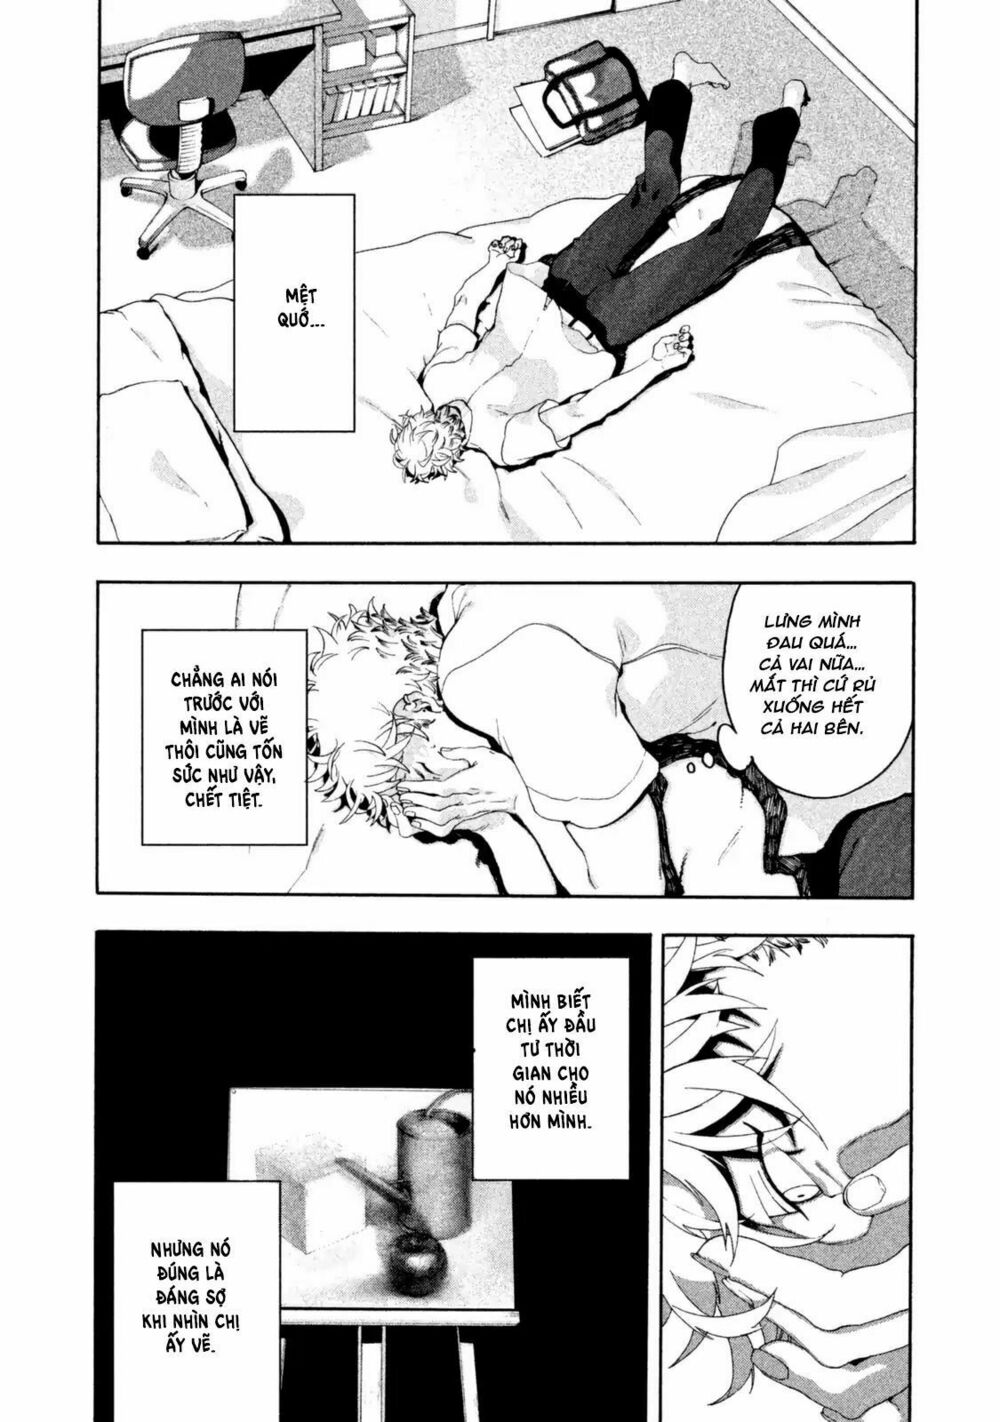 MỆT
QUỚ...
LƯNG MÌNH
ĐAU QUÁ...
CẢ VAI NỮA...
MẮT THÌ CỨ RỦ
XUỐNG HẾT
CẢ HAI BÊN.
CHẲNG AI NÓI
TRƯỚC VỚI
MÌNH LÀ VẼ
THÔI CŨNG TỐN
SỨC NHƯ VẬY,
CHẾT TIỆT.
MÌNH BIẾT
CHỊ ẤY ĐẦU
TƯ THỜI
GIAN CHO
NÓ NHIỀU
HƠN MÌNH.
NHƯNG NÓ
ĐÚNG LÀ
ĐÁNG SỢ
KHI NHÌN CHỊ
ẤY VẼ.